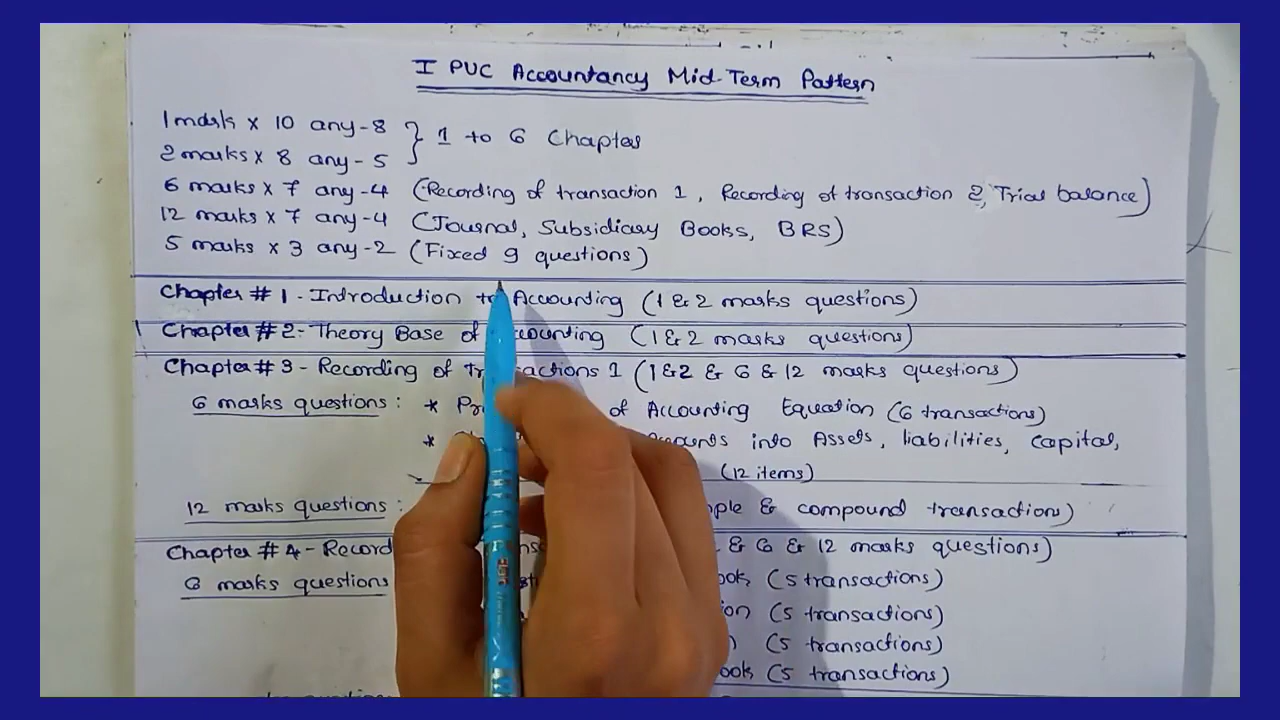 I PUC Accountancy Mid-Term Pattern
1 mark x 10 any-8 } 1 to 6 Chapter
2 marks x 8 any-5
6 marks x 7 any-4 (Recording of transaction 1, Recording of transaction 2, Trial balance)
12 marks x 7 any-4 (Journal, Subsidiary Books, BRS)
5 marks x 3 any-2 (Fixed 9 questions)
Chapter #1 - Introduction to Accounting (1 & 2 marks questions)
Chapter #2 - Theory Base of Accounting (1 & 2 marks questions)
Chapter #3 - Recording of transactions 1 (1 & 2 & 6 & 12 marks questions)
6 marks questions : * of Accounting Equation (6 transactions)
* into Assets, liabilities, capital,
(12 items)
12 marks questions : & compound transaction)
Chapter #4 - & 6 & 12 marks questions)
6 marks questions (5 transactions)
(5 transactions)
(5 transactions)
(5 transactions)